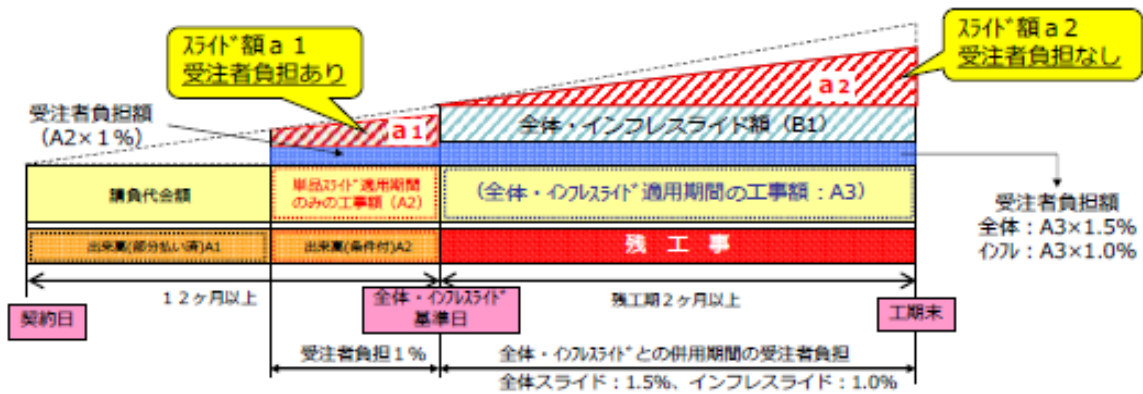 ｽﾗｲﾄﾞ額ａ１
受注者負担あり
ｽﾗｲﾄﾞ額ａ２
受注者負担なし
受注者負担額
（A2×１％）
a1
a2
全体・インフレスライド額（B1）
請負代金額
単品ｽﾗｲﾄﾞ適用期間
のみの工事額（A2）
（全体・ｲﾝﾌﾚスライド適用期間の工事額：A3）
受注者負担額
全体：A3×1.5%
ｲﾝﾌﾚ：A3×1.0%
出来高(部分払い済)A1
出来高(条件付)A2
残　工　事
１２ヶ月以上
残工期２ヶ月以上
契約日
全体・ｲﾝﾌﾚｽﾗｲﾄﾞ
基準日
工期末
受注者負担１％
全体・ｲﾝﾌﾚｽﾗｲﾄﾞとの併用期間の受注者負担
全体スライド：1.5%、インフレスライド：1.0%